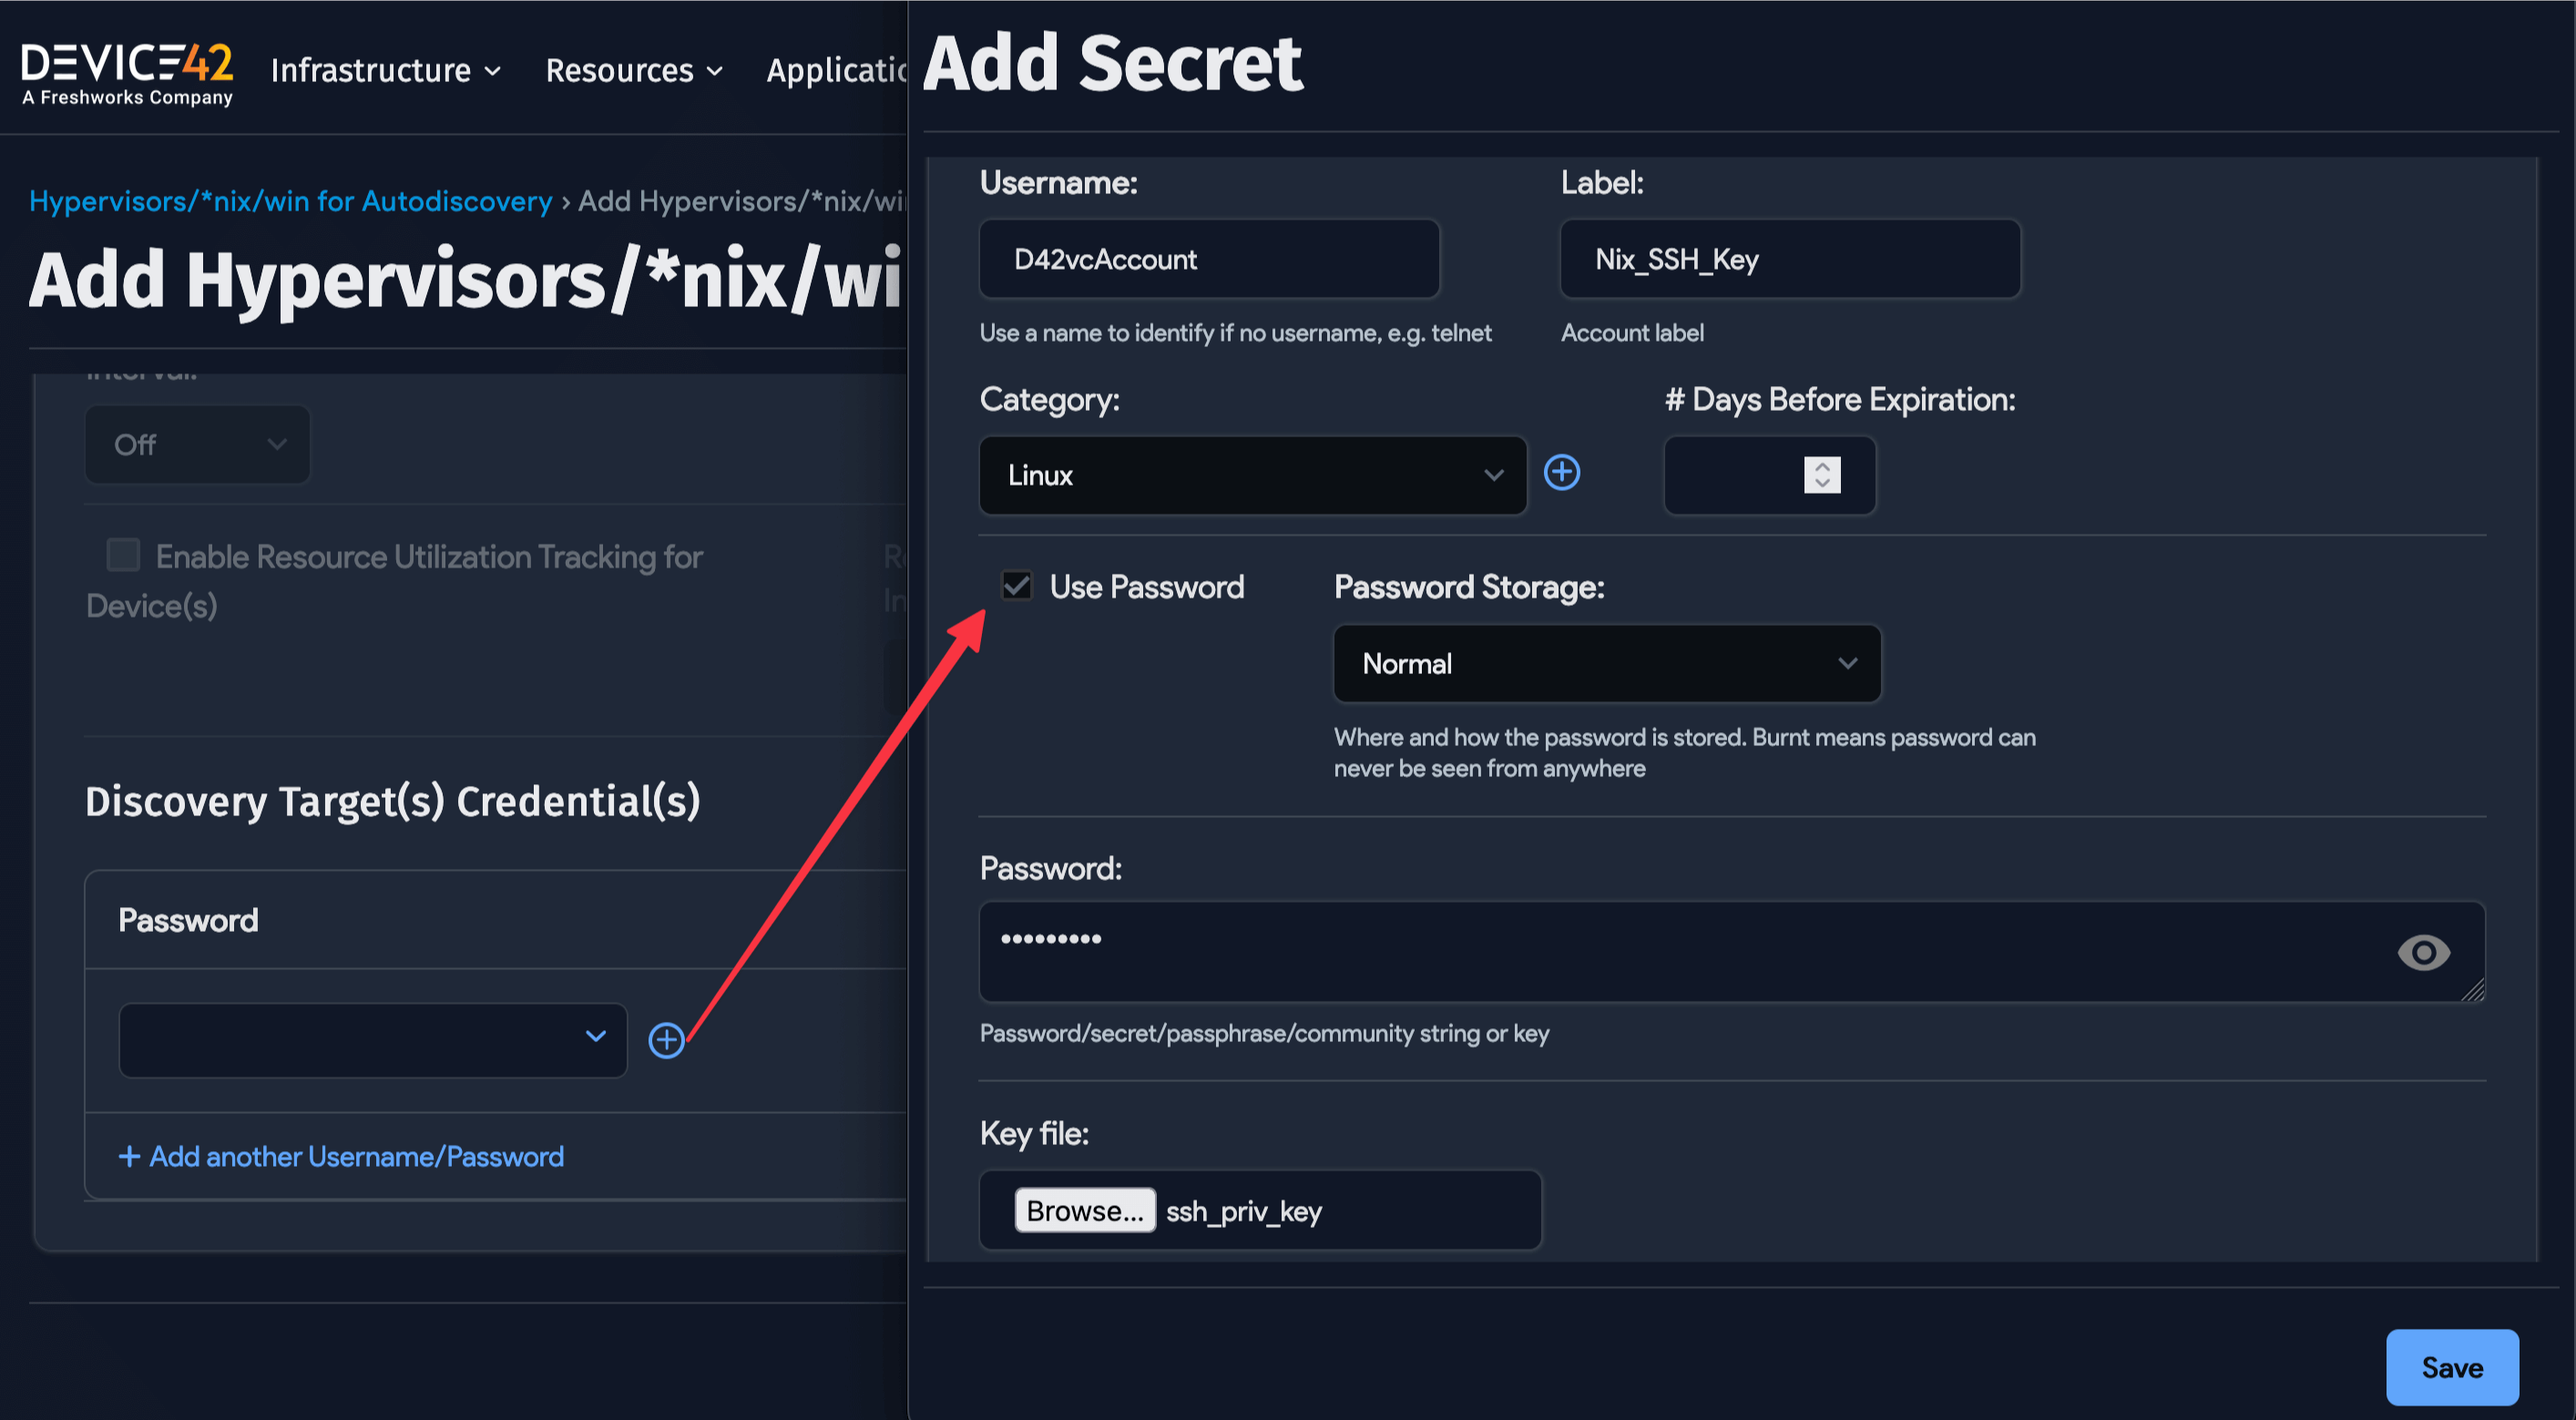 DEVICE42
A Freshworks Company
Infrastructure
Resources
Hypervisors/*nix/win for Autodiscovery › Add Hypervisors/*nix/wi
Add Hypervisors/*nix/wi
Interval:
Off
Enable Resource Utilization Tracking for
Device(s)
Discovery Target(s) Credential(s)
Password
+ Add another Username/Password
Add Secret
Username:
Label:
D42vcAccount
Nix_SSH_Key
Use a name to identify if no username, e.g. telnet
Account label
Category:
# Days Before Expiration:
Linux
Use Password
Password Storage:
Normal
Where and how the password is stored. Burnt means password can
never be seen from anywhere
Password:
•••••••••
Password/secret/passphrase/community string or key
Key file:
Browse... ssh_priv_key
Save